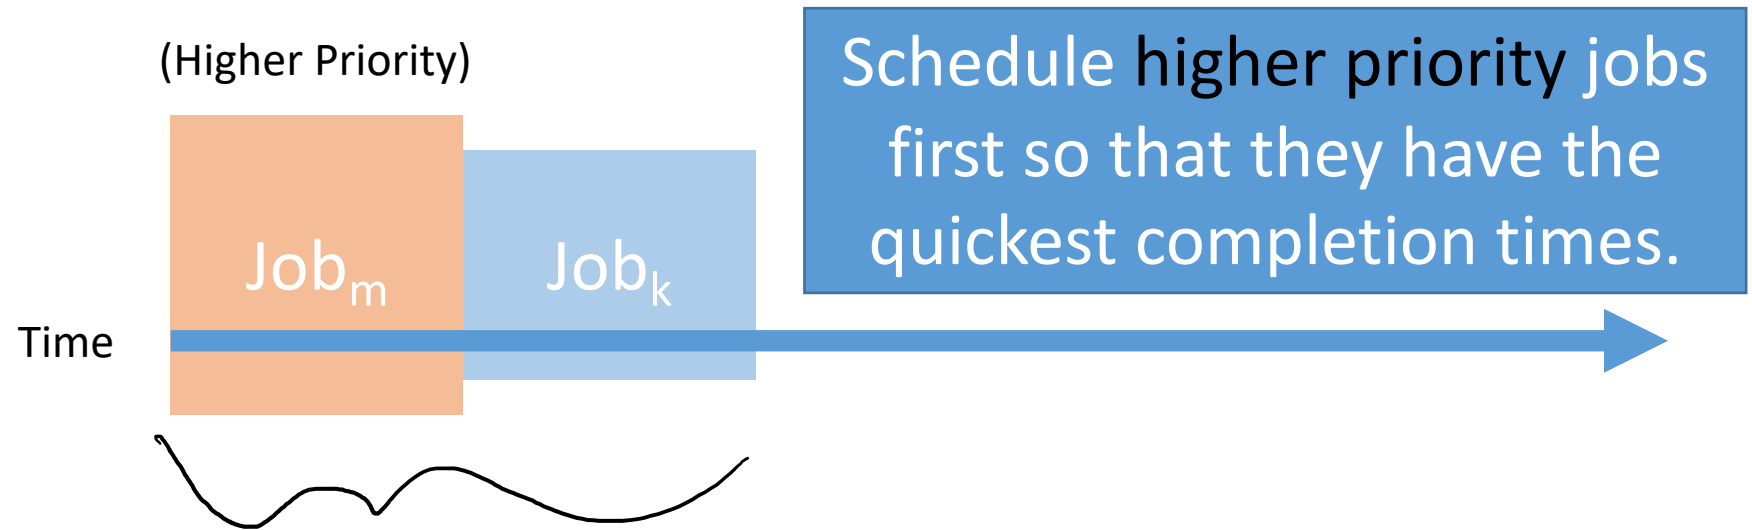 (Higher Priority)
Schedule higher priority jobs
first so that they have the
quickest completion times.
Jobₘ
Jobₖ
Time